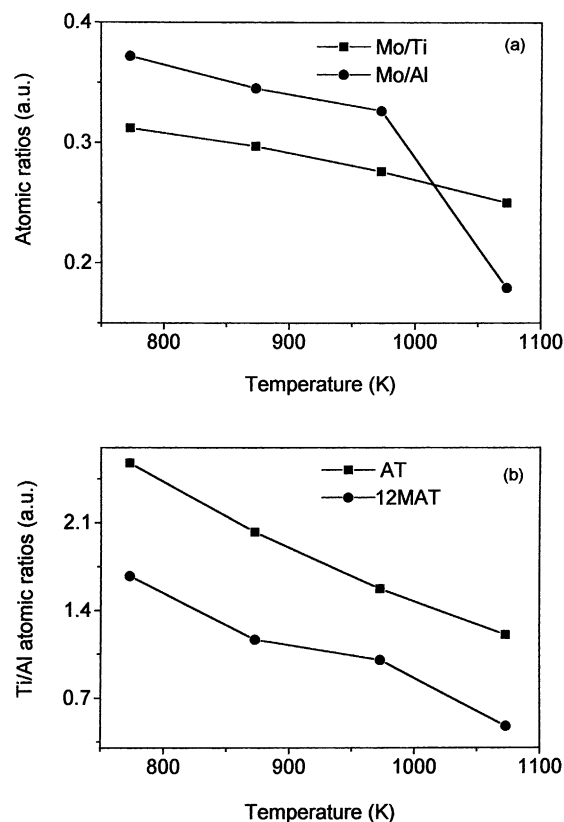 0.4
0.3
0.2
Atomic ratios (a.u.)
Mo/Ti
Mo/Al
(a)
800 900 1000 1100
Temperature (K)
2.1
1.4
0.7
Ti/Al atomic ratios (a.u.)
AT
12MAT
(b)
800 900 1000 1100
Temperature (K)